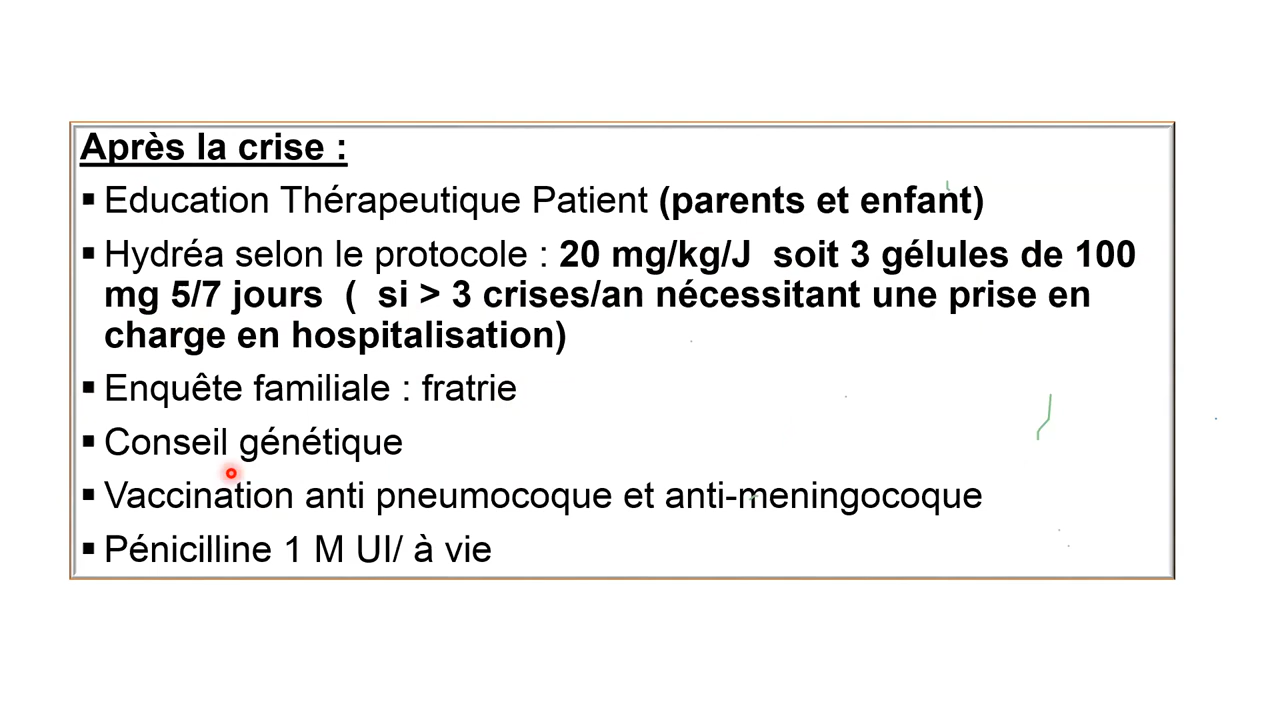 Après la crise :
▪ Education Thérapeutique Patient (parents et enfant)
▪ Hydréa selon le protocole : 20 mg/kg/J  soit 3 gélules de 100
mg 5/7 jours  (  si > 3 crises/an nécessitant une prise en
charge en hospitalisation)
▪ Enquête familiale : fratrie
▪ Conseil génétique
▪ Vaccination anti pneumocoque et anti-meningocoque
▪ Pénicilline 1 M UI/ à vie